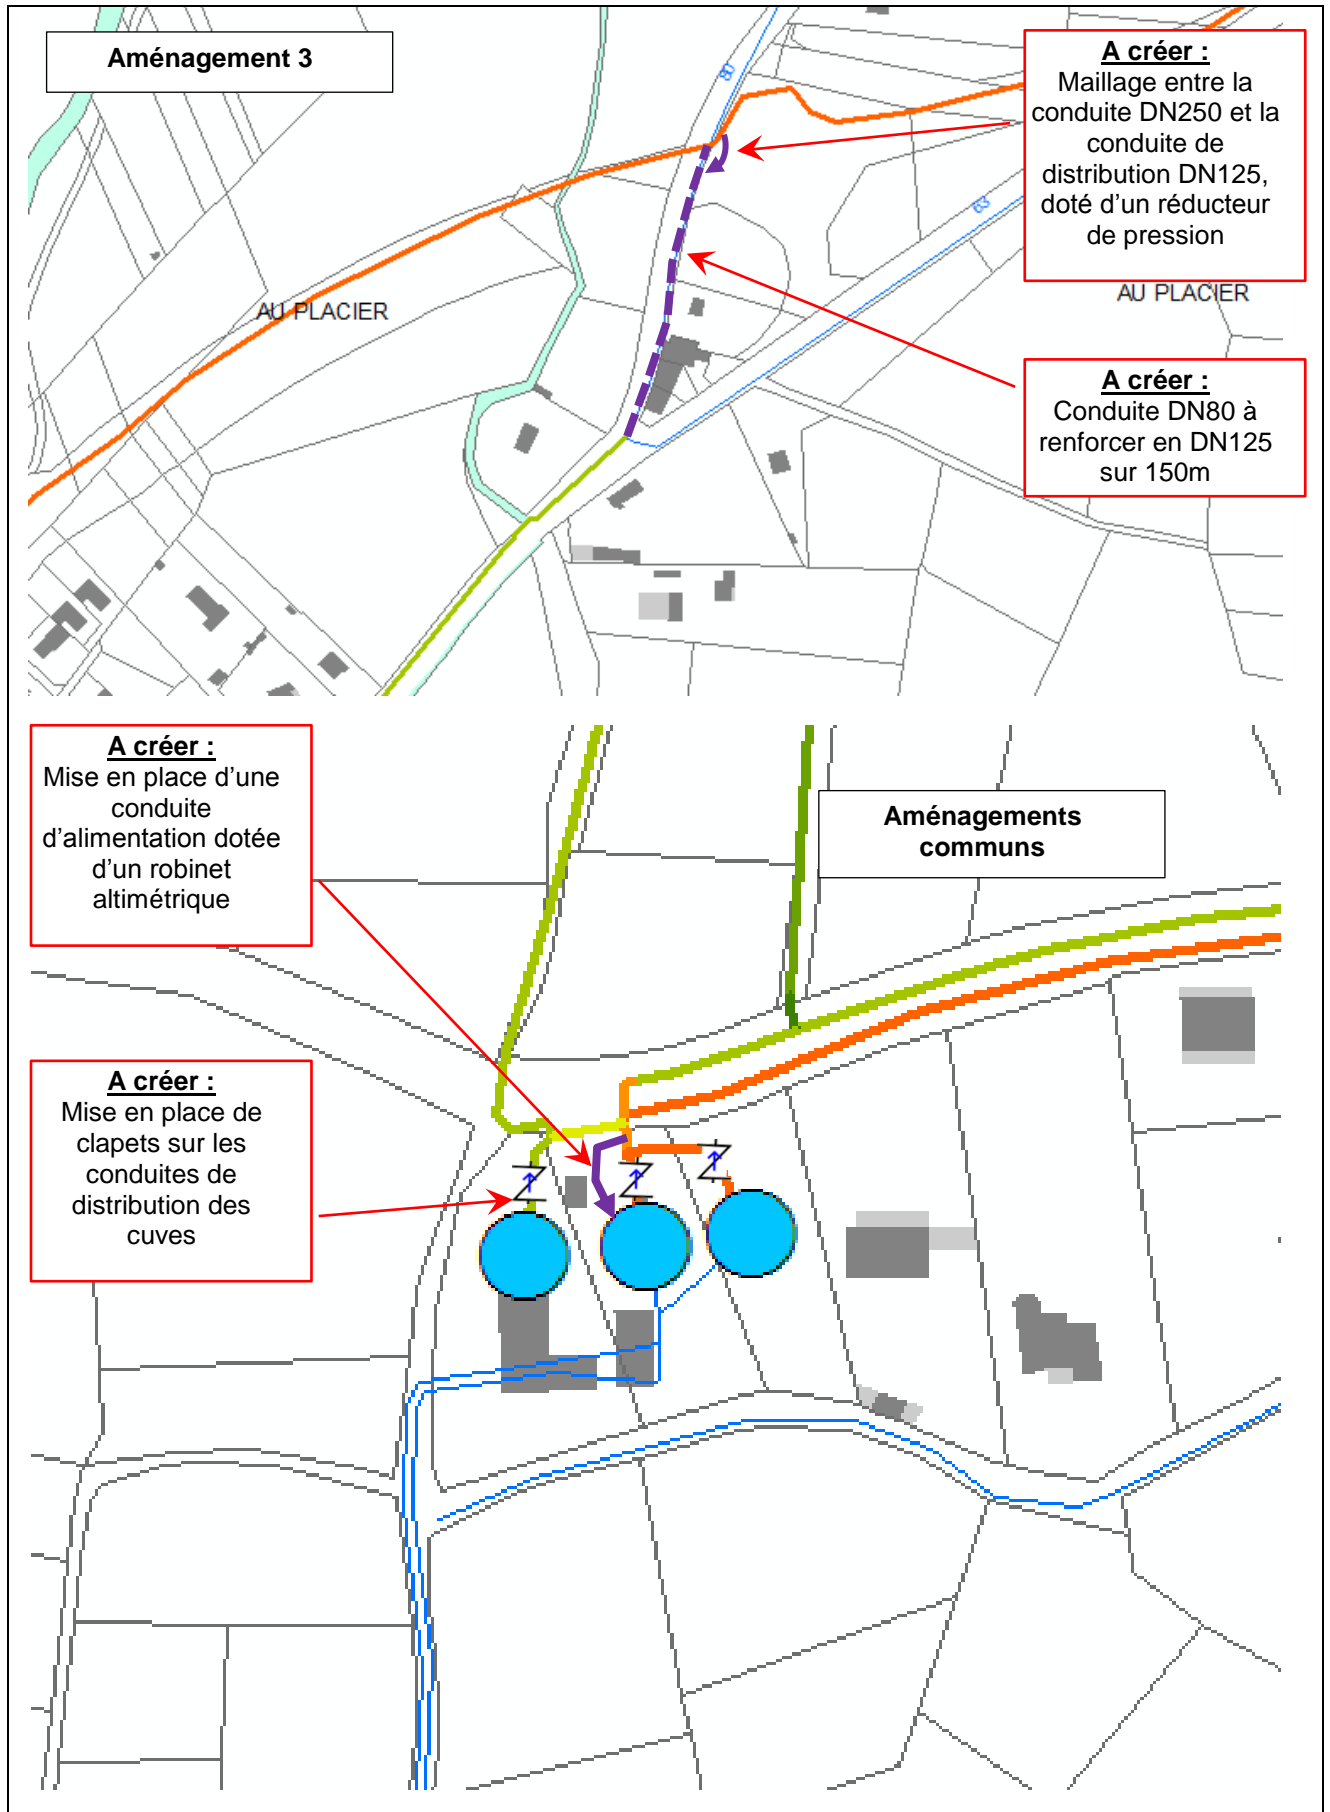 Aménagement 3
A créer :
Maillage entre la
conduite DN250 et la
conduite de
distribution DN125,
doté d'un réducteur
de pression
80
63
AU PLACIER
AU PLACIER
A créer :
Conduite DN80 à
renforcer en DN125
sur 150m
A créer :
Mise en place d'une
conduite
d'alimentation dotée
d'un robinet
altimétrique
Aménagements
communs
A créer :
Mise en place de
clapets sur les
conduites de
distribution des
cuves